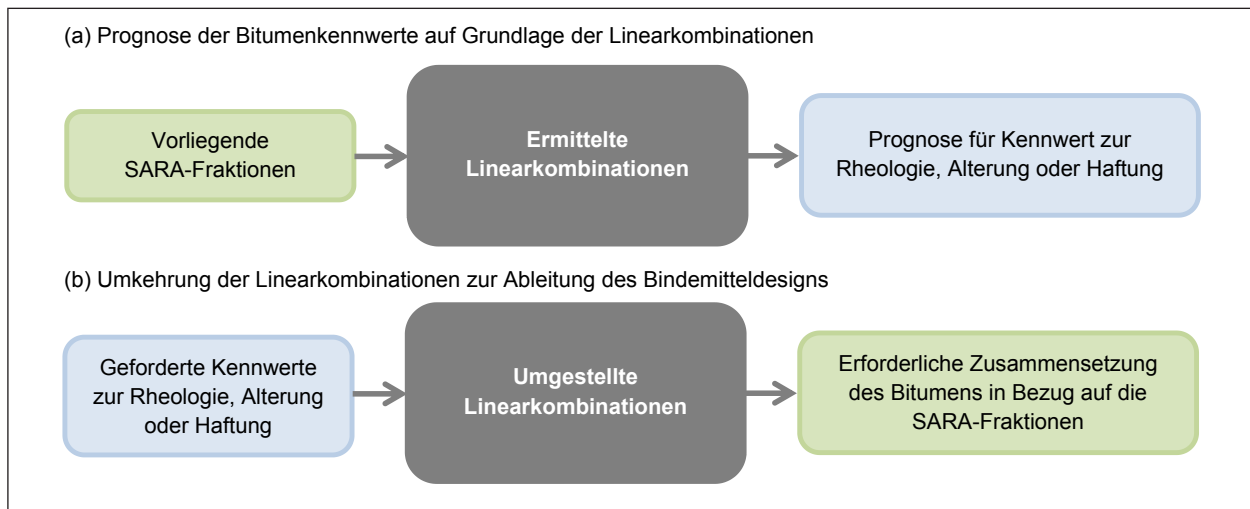 (a) Prognose der Bitumenkennwerte auf Grundlage der Linearkombinationen
Vorliegende
SARA-Fraktionen
Ermittelte
Linearkombinationen
Prognose für Kennwert zur
Rheologie, Alterung oder Haftung
(b) Umkehrung der Linearkombinationen zur Ableitung des Bindemitteldesigns
Geforderte Kennwerte
zur Rheologie, Alterung
oder Haftung
Umgestellte
Linearkombinationen
Erforderliche Zusammensetzung
des Bitumens in Bezug auf die
SARA-Fraktionen